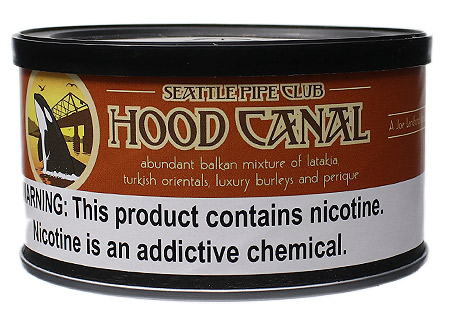 SEATTLE PIPE CLUB
HOOD CANAL
A Joe
abundant balkan mixture of latakia,
turkish orientals, luxury burleys and perique
WARNING: This product contains nicotine.
Nicotine is an addictive chemical.